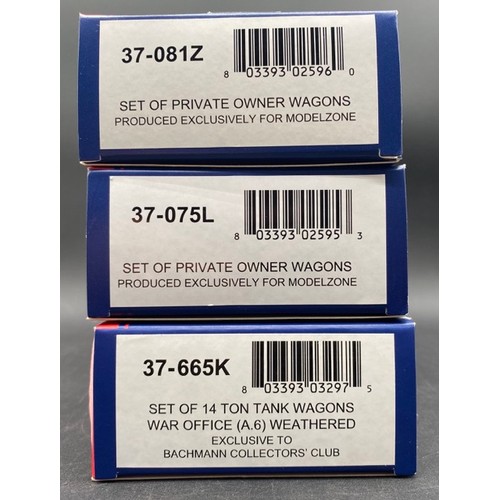 37-081Z
8 03393 02596 0
SET OF PRIVATE OWNER WAGONS
PRODUCED EXCLUSIVELY FOR MODELZONE
37-075L
8 03393 02595 3
SET OF PRIVATE OWNER WAGONS
PRODUCED EXCLUSIVELY FOR MODELZONE
37-665K
8 03393 03297 5
SET OF 14 TON TANK WAGONS
WAR OFFICE (A.6) WEATHERED
EXCLUSIVE TO
BACHMANN COLLECTORS' CLUB